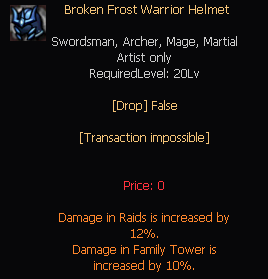 Broken Frost Warrior Helmet
Swordsman, Archer, Mage, Martial
Artist only
RequiredLevel: 20Lv
[Drop] False
[Transaction impossible]
Price: 0
Damage in Raids is increased by
12%.
Damage in Family Tower is
increased by 10%.